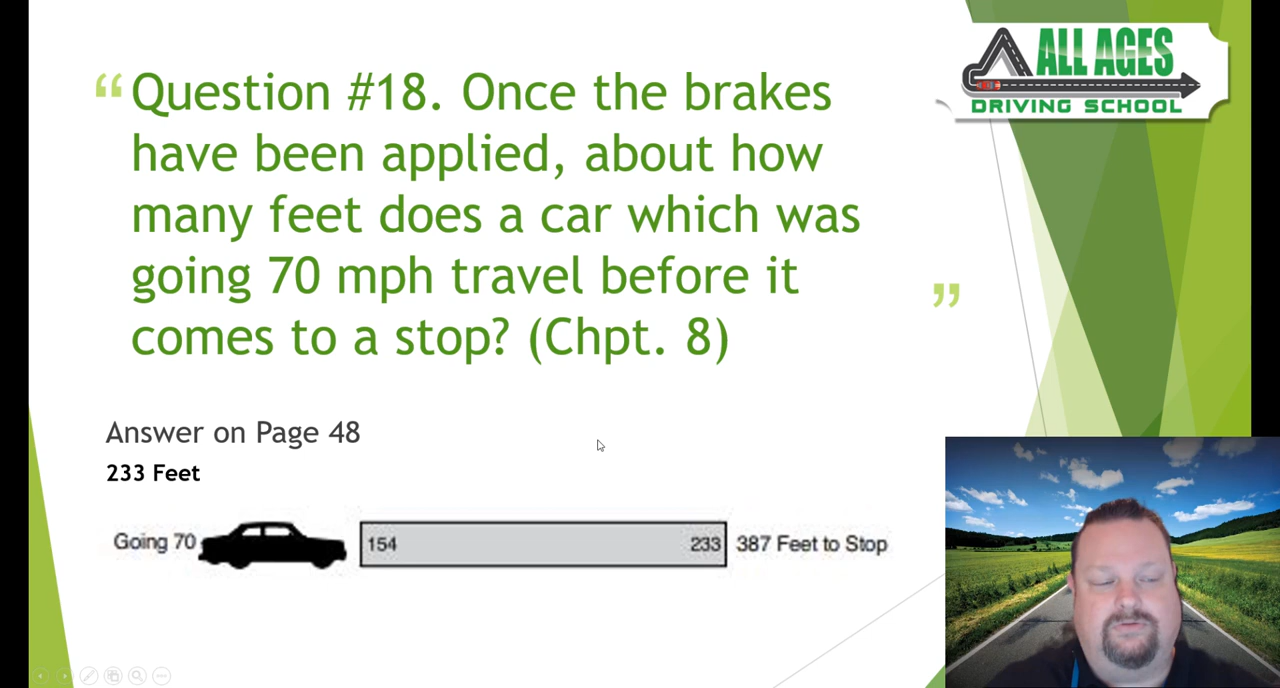 ALL AGES
DRIVING SCHOOL
“ Question #18. Once the brakes
have been applied, about how
many feet does a car which was
going 70 mph travel before it
comes to a stop? (Chpt. 8) ”
Answer on Page 48
233 Feet
Going 70 154 233 387 Feet to Stop